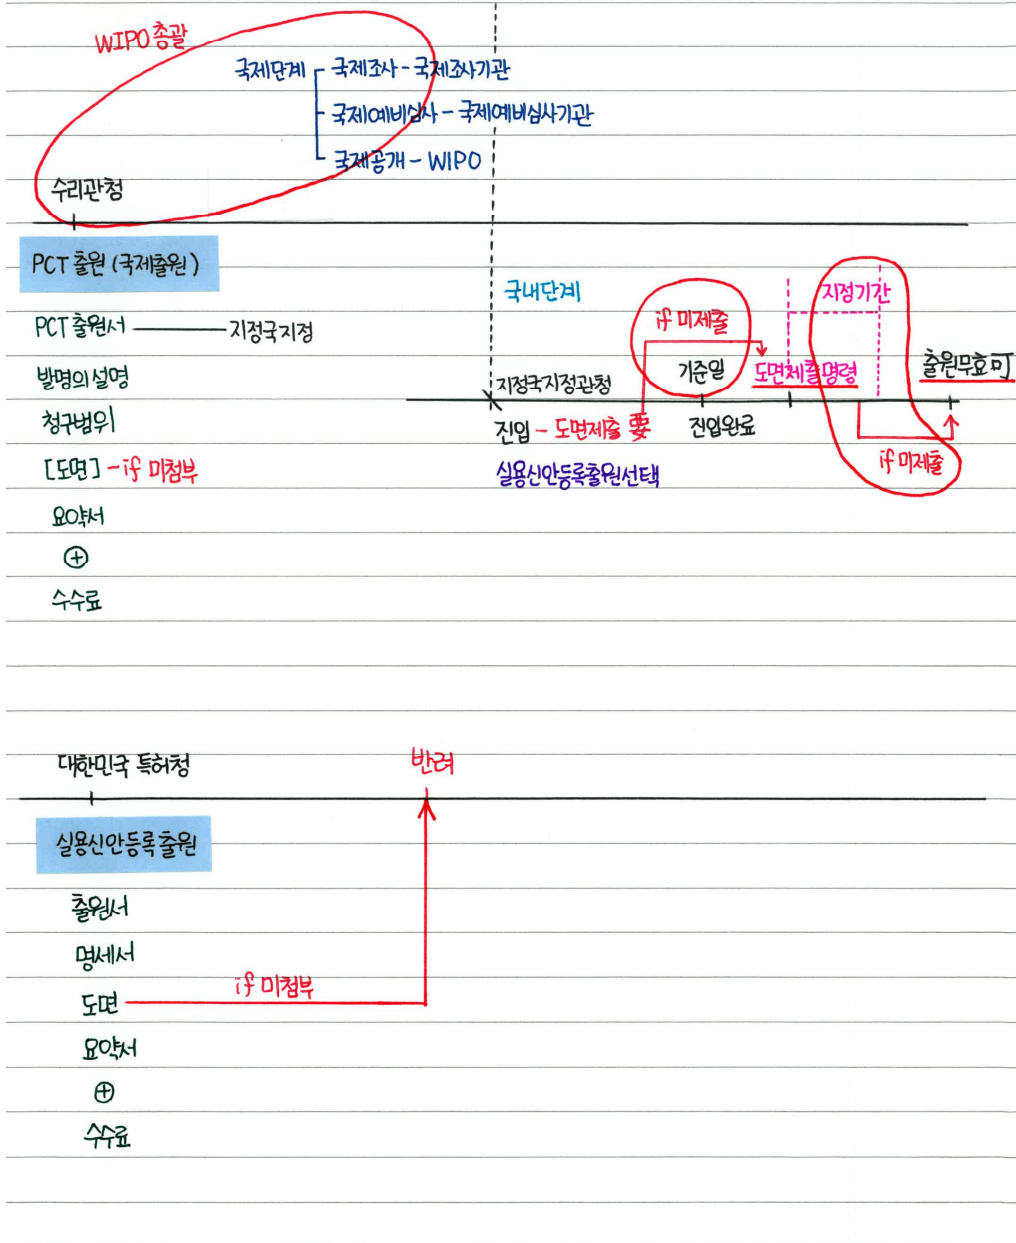 WIPO 총괄
국제단계
국제조사 - 국제조사기관
국제예비심사 - 국제예비심사기관
국제공개 - WIPO
수리관청
PCT 출원 (국제출원)
PCT 출원서 지정국지정
발명의 설명
청구범위
[도면] - if 미첨부
요약서
+
수수료
국내단계
if 미제출
지정기간
기준일
도면제출명령
출원무효 可
지정국지정관청
진입 - 도면제출 要
진입완료
if 미제출
실용신안등록출원선택
대한민국 특허청
반려
실용신안등록출원
출원서
명세서
도면
if 미첨부
요약서
+
수수료